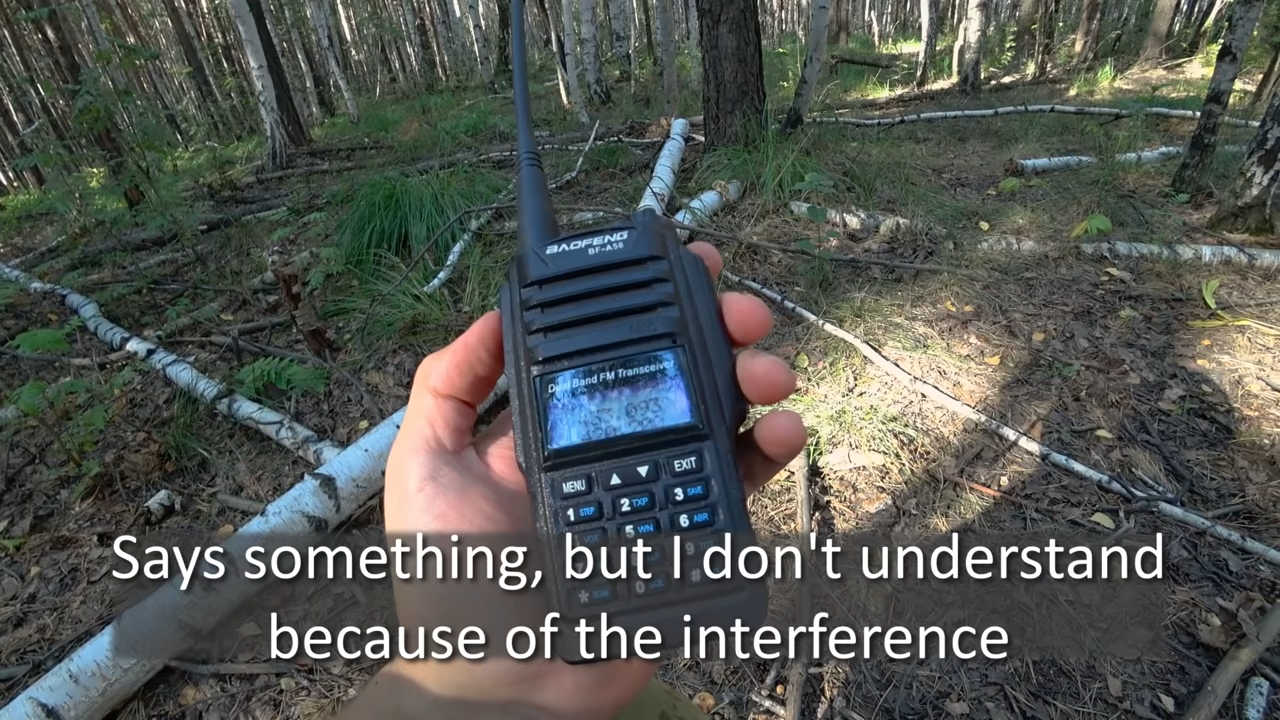 BAOFENG
BF-A58
Dual Band FM Transceiver
MENU ▲ ▼ EXIT
1 STEP 2 TXP 3 SAVE
5 WN 6 ABR
Says something, but I don't understand
because of the interference